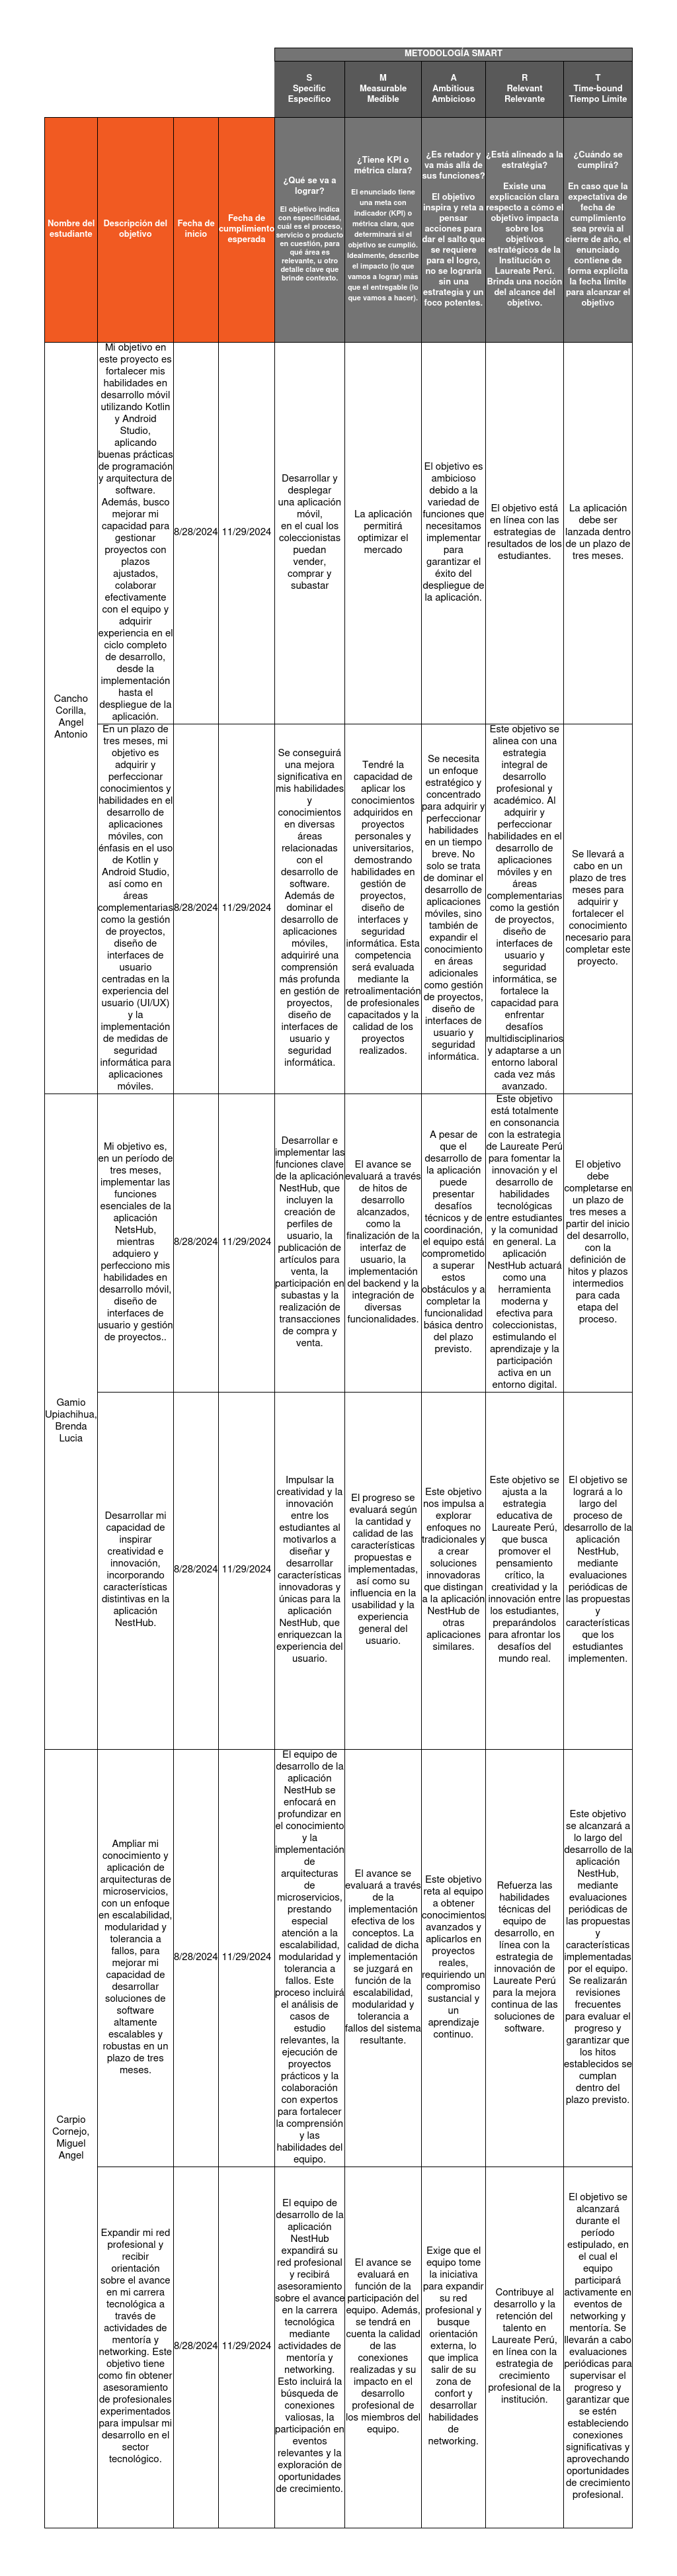 METODOLOGÍA SMART
S
Specific
Específico
M
Measurable
Medible
A
Ambitious
Ambicioso
R
Relevant
Relevante
T
Time-bound
Tiempo Límite
Nombre del
estudiante
Descripción del
objetivo
Fecha de
inicio
Fecha de
cumplimiento
esperada
¿Qué se va a
lograr?
El objetivo indica
con especificidad,
cuál es el proceso,
servicio o producto
en cuestión, para
qué área es
relevante, u otro
detalle clave que
brinde contexto.
¿Tiene KPI o
métrica clara?
El enunciado tiene
una meta con
indicador (KPI) o
métrica clara, que
determinará si el
objetivo se cumplió.
Idealmente, describe
el impacto (lo que
vamos a lograr) más
que el entregable (lo
que vamos a hacer).
¿Es retador y
va más allá de
sus funciones?
El objetivo
inspira y reta a
pensar
acciones para
dar el salto que
se requiere
para el logro,
no se lograría
sin una
estrategia y un
foco potentes.
¿Está alineado a la
estratégia?
Existe una
explicación clara
respecto a cómo el
objetivo impacta
sobre los
objetivos
estratégicos de la
Institución o
Laureate Perú.
Brinda una noción
del alcance del
objetivo.
¿Cuándo se
cumplirá?
En caso que la
expectativa de
fecha de
cumplimiento
sea previa al
cierre de año, el
enunciado
contiene de
forma explícita
la fecha límite
para alcanzar el
objetivo
Cancho
Corilla,
Angel
Antonio
Mi objetivo en
este proyecto es
fortalecer mis
habilidades en
desarrollo móvil
utilizando Kotlin
y Android
Studio,
aplicando
buenas prácticas
de programación
y arquitectura de
software.
Además, busco
mejorar mi
capacidad para
gestionar
proyectos con
plazos
ajustados,
colaborar
efectivamente
con el equipo y
adquirir
experiencia en el
ciclo completo
de desarrollo,
desde la
implementación
hasta el
despliegue de la
aplicación.
8/28/2024
11/29/2024
Desarrollar y
desplegar
una aplicación
móvil,
en el cual los
coleccionistas
puedan
vender,
comprar y
subastar
La aplicación
permitirá
optimizar el
mercado
El objetivo es
ambicioso
debido a la
variedad de
funciones que
necesitamos
implementar
para
garantizar el
éxito del
despliegue de
la aplicación.
El objetivo está
en línea con las
estrategias de
resultados de los
estudiantes.
La aplicación
debe ser
lanzada dentro
de un plazo de
tres meses.
En un plazo de
tres meses, mi
objetivo es
adquirir y
perfeccionar
conocimientos y
habilidades en el
desarrollo de
aplicaciones
móviles, con
énfasis en el uso
de Kotlin y
Android Studio,
así como en
áreas
complementarias
como la gestión
de proyectos,
diseño de
interfaces de
usuario
centradas en la
experiencia del
usuario (UI/UX)
y la
implementación
de medidas de
seguridad
informática para
aplicaciones
móviles.
8/28/2024
11/29/2024
Se conseguirá
una mejora
significativa en
mis habilidades
y
conocimientos
en diversas
áreas
relacionadas
con el
desarrollo de
software.
Además de
dominar el
desarrollo de
aplicaciones
móviles,
adquiriré una
comprensión
más profunda
en gestión de
proyectos,
diseño de
interfaces de
usuario y
seguridad
informática.
Tendré la
capacidad de
aplicar los
conocimientos
adquiridos en
proyectos
personales y
universitarios,
demostrando
habilidades en
gestión de
proyectos,
diseño de
interfaces y
seguridad
informática. Esta
competencia
será evaluada
mediante la
retroalimentación
de profesionales
capacitados y la
calidad de los
proyectos
realizados.
Se necesita
un enfoque
estratégico y
concentrado
para adquirir y
perfeccionar
habilidades
en un tiempo
breve. No
solo se trata
de dominar el
desarrollo de
aplicaciones
móviles, sino
también de
expandir el
conocimiento
en áreas
adicionales
como gestión
de proyectos,
diseño de
interfaces de
usuario y
seguridad
informática.
Este objetivo se
alinea con una
estrategia
integral de
desarrollo
profesional y
académico. Al
adquirir y
perfeccionar
habilidades en el
desarrollo de
aplicaciones
móviles y en
áreas
complementarias
como la gestión
de proyectos,
diseño de
interfaces de
usuario y
seguridad
informática, se
fortalece la
capacidad para
enfrentar
desafíos
multidisciplinarios
y adaptarse a un
entorno laboral
cada vez más
avanzado.
Se llevará a
cabo en un
plazo de tres
meses para
adquirir y
fortalecer el
conocimiento
necesario para
completar este
proyecto.
Gamio
Upiachihua,
Brenda
Lucia
Mi objetivo es,
en un período de
tres meses,
implementar las
funciones
esenciales de la
aplicación
NetsHub,
mientras
adquiero y
perfecciono mis
habilidades en
desarrollo móvil,
diseño de
interfaces de
usuario y gestión
de proyectos..
8/28/2024
11/29/2024
Desarrollar e
implementar las
funciones clave
de la aplicación
NestHub, que
incluyen la
creación de
perfiles de
usuario, la
publicación de
artículos para
venta, la
participación en
subastas y la
realización de
transacciones
de compra y
venta.
El avance se
evaluará a través
de hitos de
desarrollo
alcanzados,
como la
finalización de la
interfaz de
usuario, la
implementación
del backend y la
integración de
diversas
funcionalidades.
A pesar de
que el
desarrollo de
la aplicación
puede
presentar
desafíos
técnicos y de
coordinación,
el equipo está
comprometido
a superar
estos
obstáculos y a
completar la
funcionalidad
básica dentro
del plazo
previsto.
Este objetivo
está totalmente
en consonancia
con la estrategia
de Laureate Perú
para fomentar la
innovación y el
desarrollo de
habilidades
tecnológicas
entre estudiantes
y la comunidad
en general. La
aplicación
NestHub actuará
como una
herramienta
moderna y
efectiva para
coleccionistas,
estimulando el
aprendizaje y la
participación
activa en un
entorno digital.
El objetivo
debe
completarse en
un plazo de
tres meses a
partir del inicio
del desarrollo,
con la
definición de
hitos y plazos
intermedios
para cada
etapa del
proceso.
Desarrollar mi
capacidad de
inspirar
creatividad e
innovación,
incorporando
características
distintivas en la
aplicación
NestHub.
8/28/2024
11/29/2024
Impulsar la
creatividad y la
innovación
entre los
estudiantes al
motivarlos a
diseñar y
desarrollar
características
innovadoras y
únicas para la
aplicación
NestHub, que
enriquezcan la
experiencia del
usuario.
El progreso se
evaluará según
la cantidad y
calidad de las
características
propuestas e
implementadas,
así como su
influencia en la
usabilidad y la
experiencia
general del
usuario.
Este objetivo
nos impulsa a
explorar
enfoques no
tradicionales y
a crear
soluciones
innovadoras
que distingan
a la aplicación
NestHub de
otras
aplicaciones
similares.
Este objetivo se
ajusta a la
estrategia
educativa de
Laureate Perú,
que busca
promover el
pensamiento
crítico, la
creatividad y la
innovación entre
los estudiantes,
preparándolos
para afrontar los
desafíos del
mundo real.
El objetivo se
logrará a lo
largo del
proceso de
desarrollo de la
aplicación
NestHub,
mediante
evaluaciones
periódicas de
las propuestas
y
características
que los
estudiantes
implementen.
Carpio
Cornejo,
Miguel
Angel
Ampliar mi
conocimiento y
aplicación de
arquitecturas de
microservicios,
con un enfoque
en escalabilidad,
modularidad y
tolerancia a
fallos, para
mejorar mi
capacidad de
desarrollar
soluciones de
software
altamente
escalables y
robustas en un
plazo de tres
meses.
8/28/2024
11/29/2024
El equipo de
desarrollo de la
aplicación
NestHub se
enfocará en
profundizar en
el conocimiento
y la
implementación
de
arquitecturas
de
microservicios,
prestando
especial
atención a la
escalabilidad,
modularidad y
tolerancia a
fallos. Este
proceso incluirá
el análisis de
casos de
estudio
relevantes, la
ejecución de
proyectos
prácticos y la
colaboración
con expertos
para fortalecer
la comprensión
y las
habilidades del
equipo.
El avance se
evaluará a través
de la
implementación
efectiva de los
conceptos. La
calidad de dicha
implementación
se juzgará en
función de la
escalabilidad,
modularidad y
tolerancia a
fallos del sistema
resultante.
Este objetivo
reta al equipo
a obtener
conocimientos
avanzados y
aplicarlos en
proyectos
reales,
requiriendo un
compromiso
sustancial y
un
aprendizaje
continuo.
Refuerza las
habilidades
técnicas del
equipo de
desarrollo, en
línea con la
estrategia de
innovación de
Laureate Perú
para la mejora
continua de las
soluciones de
software.
Este objetivo
se alcanzará a
lo largo del
desarrollo de la
aplicación
NestHub,
mediante
evaluaciones
periódicas de
las propuestas
y
características
implementadas
por el equipo.
Se realizarán
revisiones
frecuentes
para evaluar el
progreso y
garantizar que
los hitos
establecidos se
cumplan
dentro del
plazo previsto.
Expandir mi red
profesional y
recibir
orientación
sobre el avance
en mi carrera
tecnológica a
través de
actividades de
mentoría y
networking. Este
objetivo tiene
como fin obtener
asesoramiento
de profesionales
experimentados
para impulsar mi
desarrollo en el
sector
tecnológico.
8/28/2024
11/29/2024
El equipo de
desarrollo de la
aplicación
NestHub
expandirá su
red profesional
y recibirá
asesoramiento
sobre el avance
en la carrera
tecnológica
mediante
actividades de
mentoría y
networking.
Esto incluirá la
búsqueda de
conexiones
valiosas, la
participación en
eventos
relevantes y la
exploración de
oportunidades
de crecimiento.
El avance se
evaluará en
función de la
participación del
equipo. Además,
se tendrá en
cuenta la calidad
de las
conexiones
realizadas y su
impacto en el
desarrollo
profesional de
los miembros del
equipo.
Exige que el
equipo tome
la iniciativa
para expandir
su red
profesional y
busque
orientación
externa, lo
que implica
salir de su
zona de
confort y
desarrollar
habilidades
de
networking.
Contribuye al
desarrollo y la
retención del
talento en
Laureate Perú,
en línea con la
estrategia de
crecimiento
profesional de la
institución.
El objetivo se
alcanzará
durante el
período
estipulado, en
el cual el
equipo
participará
activamente en
eventos de
networking y
mentoría. Se
llevarán a cabo
evaluaciones
periódicas para
supervisar el
progreso y
garantizar que
se estén
estableciendo
conexiones
significativas y
aprovechando
oportunidades
de crecimiento
profesional.